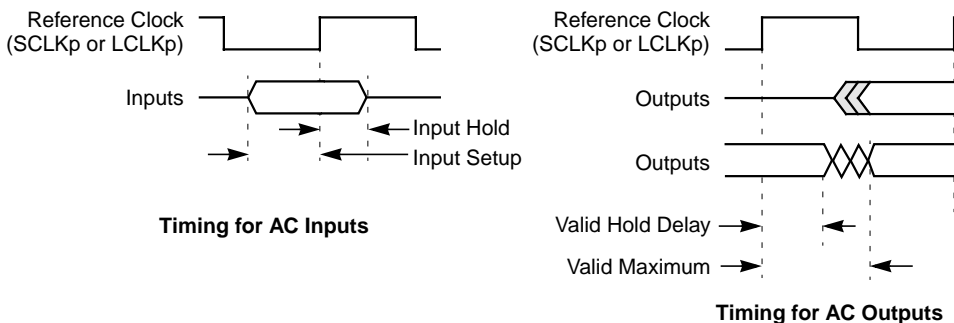 Reference Clock
(SCLKp or LCLKp)
Inputs
Input Hold
Input Setup
Timing for AC Inputs
Reference Clock
(SCLKp or LCLKp)
Outputs
Outputs
Valid Hold Delay
Valid Maximum
Timing for AC Outputs